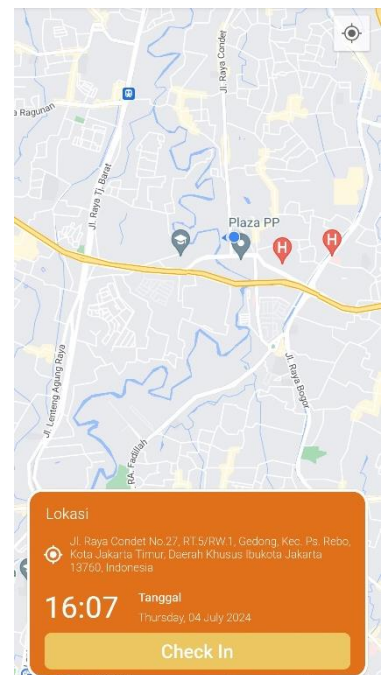 Jl. Raya Condet
a Ragunan
Jl. Raya Tj. Barat
Plaza PP
H
H
Jl. Lenteng Agung Raya
Jl. Raya Bogor
RA. Fadillah
Lokasi
Jl. Raya Condet No.27, RT.5/RW.1, Gedong, Kec. Ps. Rebo,
Kota Jakarta Timur, Daerah Khusus Ibukota Jakarta
13760, Indonesia
16:07
Tanggal
Thursday, 04 July 2024
Check In